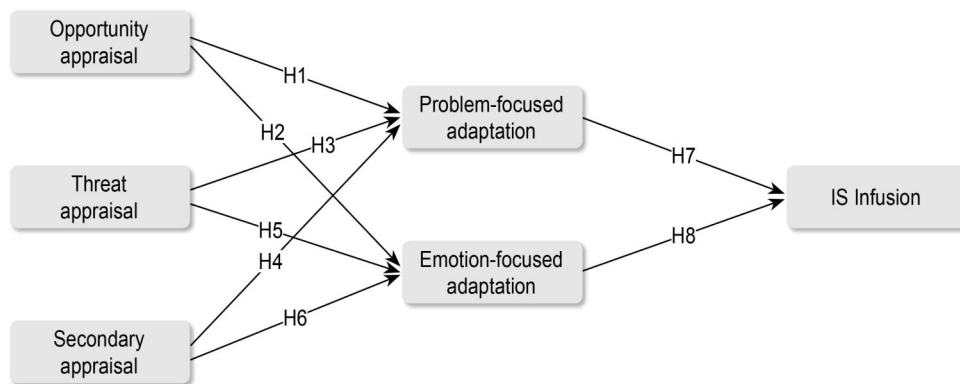 Opportunity
appraisal
H1
Problem-focused
adaptation
H2
H3
H7
Threat
appraisal
IS Infusion
H5
H8
H4
Emotion-focused
adaptation
H6
Secondary
appraisal